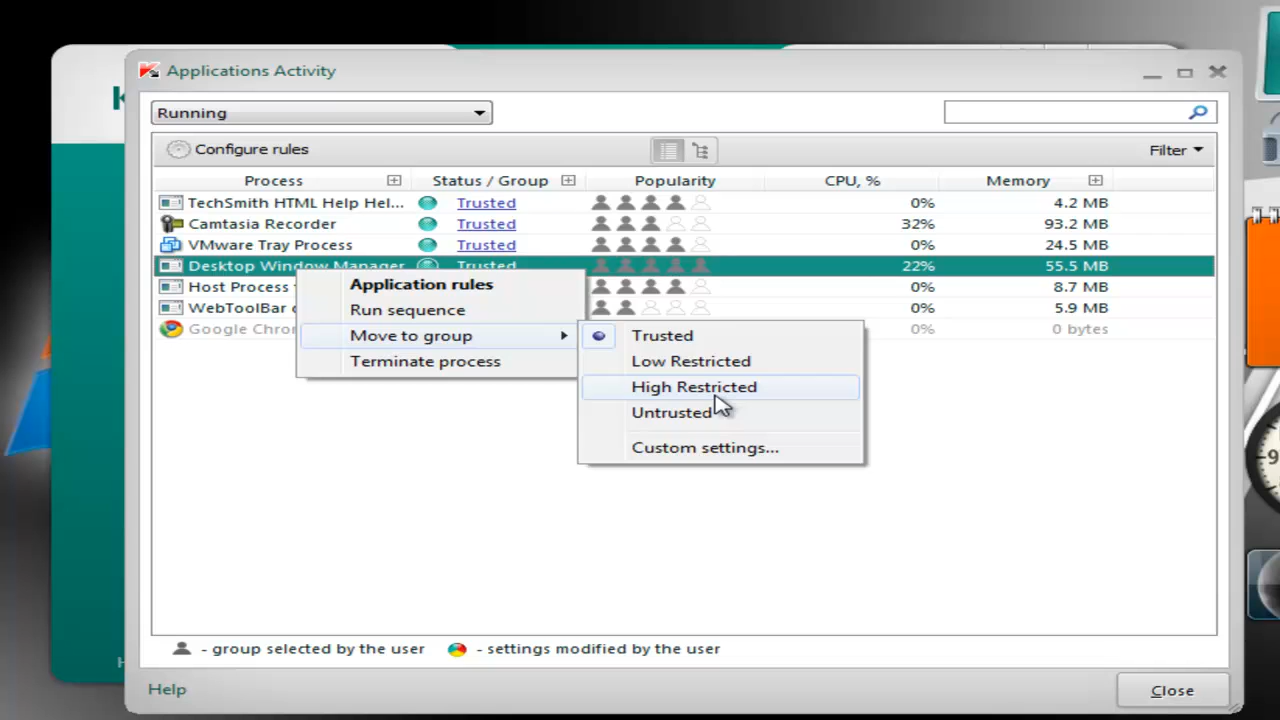 K
Applications Activity
Running
Configure rules
Filter
Process Status / Group Popularity CPU, % Memory
TechSmith HTML Help Hel... Trusted 0% 4.2 MB
Camtasia Recorder Trusted 32% 93.2 MB
VMware Tray Process Trusted 0% 24.5 MB
Desktop Window Manager Trusted 22% 55.5 MB
Host Process 0% 8.7 MB
WebToolBar 0% 5.9 MB
Google Chro 0% 0 bytes
Application rules
Run sequence
Move to group
Terminate process
Trusted
Low Restricted
High Restricted
Untrusted
Custom settings...
- group selected by the user - settings modified by the user
H
Help
Close
9